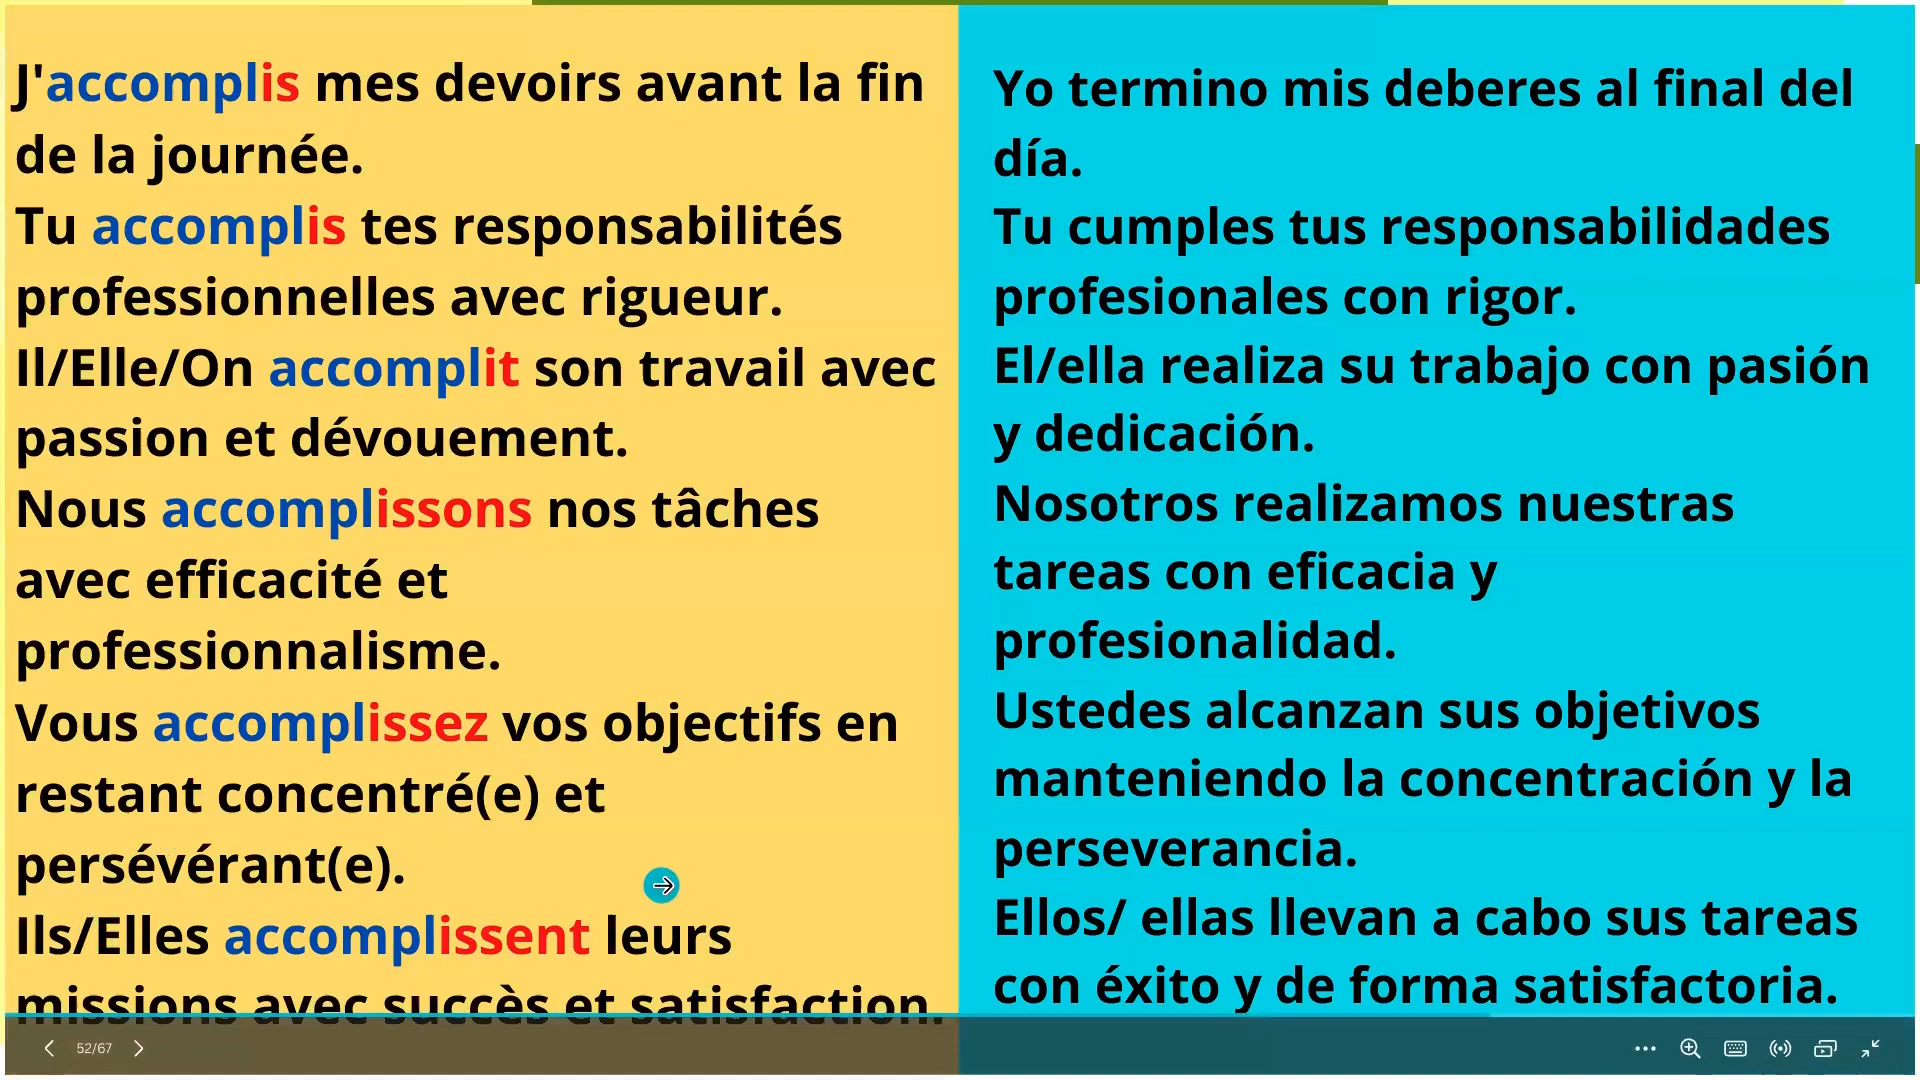 J'accomplis mes devoirs avant la fin
de la journée.
Tu accomplis tes responsabilités
professionnelles avec rigueur.
Il/Elle/On accomplit son travail avec
passion et dévouement.
Nous accomplissons nos tâches
avec efficacité et
professionnalisme.
Vous accomplissez vos objectifs en
restant concentré(e) et
persévérant(e).
Ils/Elles accomplissent leurs
missions avec succès et satisfaction.
Yo termino mis deberes al final del
día.
Tu cumples tus responsabilidades
profesionales con rigor.
El/ella realiza su trabajo con pasión
y dedicación.
Nosotros realizamos nuestras
tareas con eficacia y
profesionalidad.
Ustedes alcanzan sus objetivos
manteniendo la concentración y la
perseverancia.
Ellos/ ellas llevan a cabo sus tareas
con éxito y de forma satisfactoria.
52/67